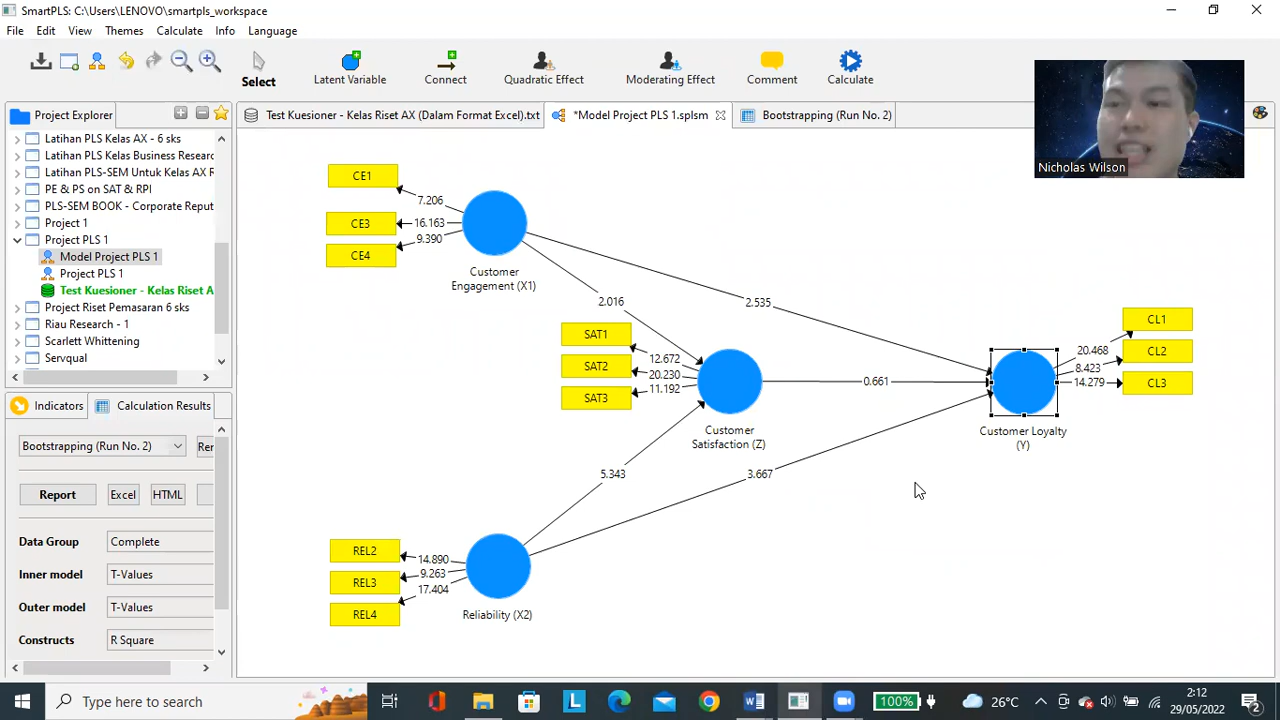 SmartPLS: C:\Users\LENOVO\smartpls_workspace
File Edit View Themes Calculate Info Language
Select
Latent Variable
Connect
Quadratic Effect
Moderating Effect
Comment
Calculate
Project Explorer
Test Kuesioner - Kelas Riset AX (Dalam Format Excel).txt
*Model Project PLS 1.splsm
Bootstrapping (Run No. 2)
Nicholas Wilson
Latihan PLS Kelas AX - 6 sks
Latihan PLS Kelas Business Researc
Latihan PLS-SEM Untuk Kelas AX R
PE & PS on SAT & RPI
PLS-SEM BOOK - Corporate Reput
Project 1
Project PLS 1
Model Project PLS 1
Project PLS 1
Test Kuesioner - Kelas Riset A
Project Riset Pemasaran 6 sks
Riau Research - 1
Scarlett Whittening
Servqual
Indicators
Calculation Results
Bootstrapping (Run No. 2)
Rer
Report
Excel
HTML
Data Group
Complete
Inner model
T-Values
Outer model
T-Values
Constructs
R Square
CE1
CE3
CE4
7.206
16.163
9.390
Customer
Engagement (X1)
2.016
2.535
SAT1
SAT2
SAT3
12.672
20.230
11.192
Customer
Satisfaction (Z)
0.661
CL1
CL2
CL3
20.468
8.423
14.279
Customer Loyalty
(Y)
5.343
3.667
REL2
REL3
REL4
14.890
9.263
17.404
Reliability (X2)
Type here to search
100%
26°C
2:12
29/05/2022
2